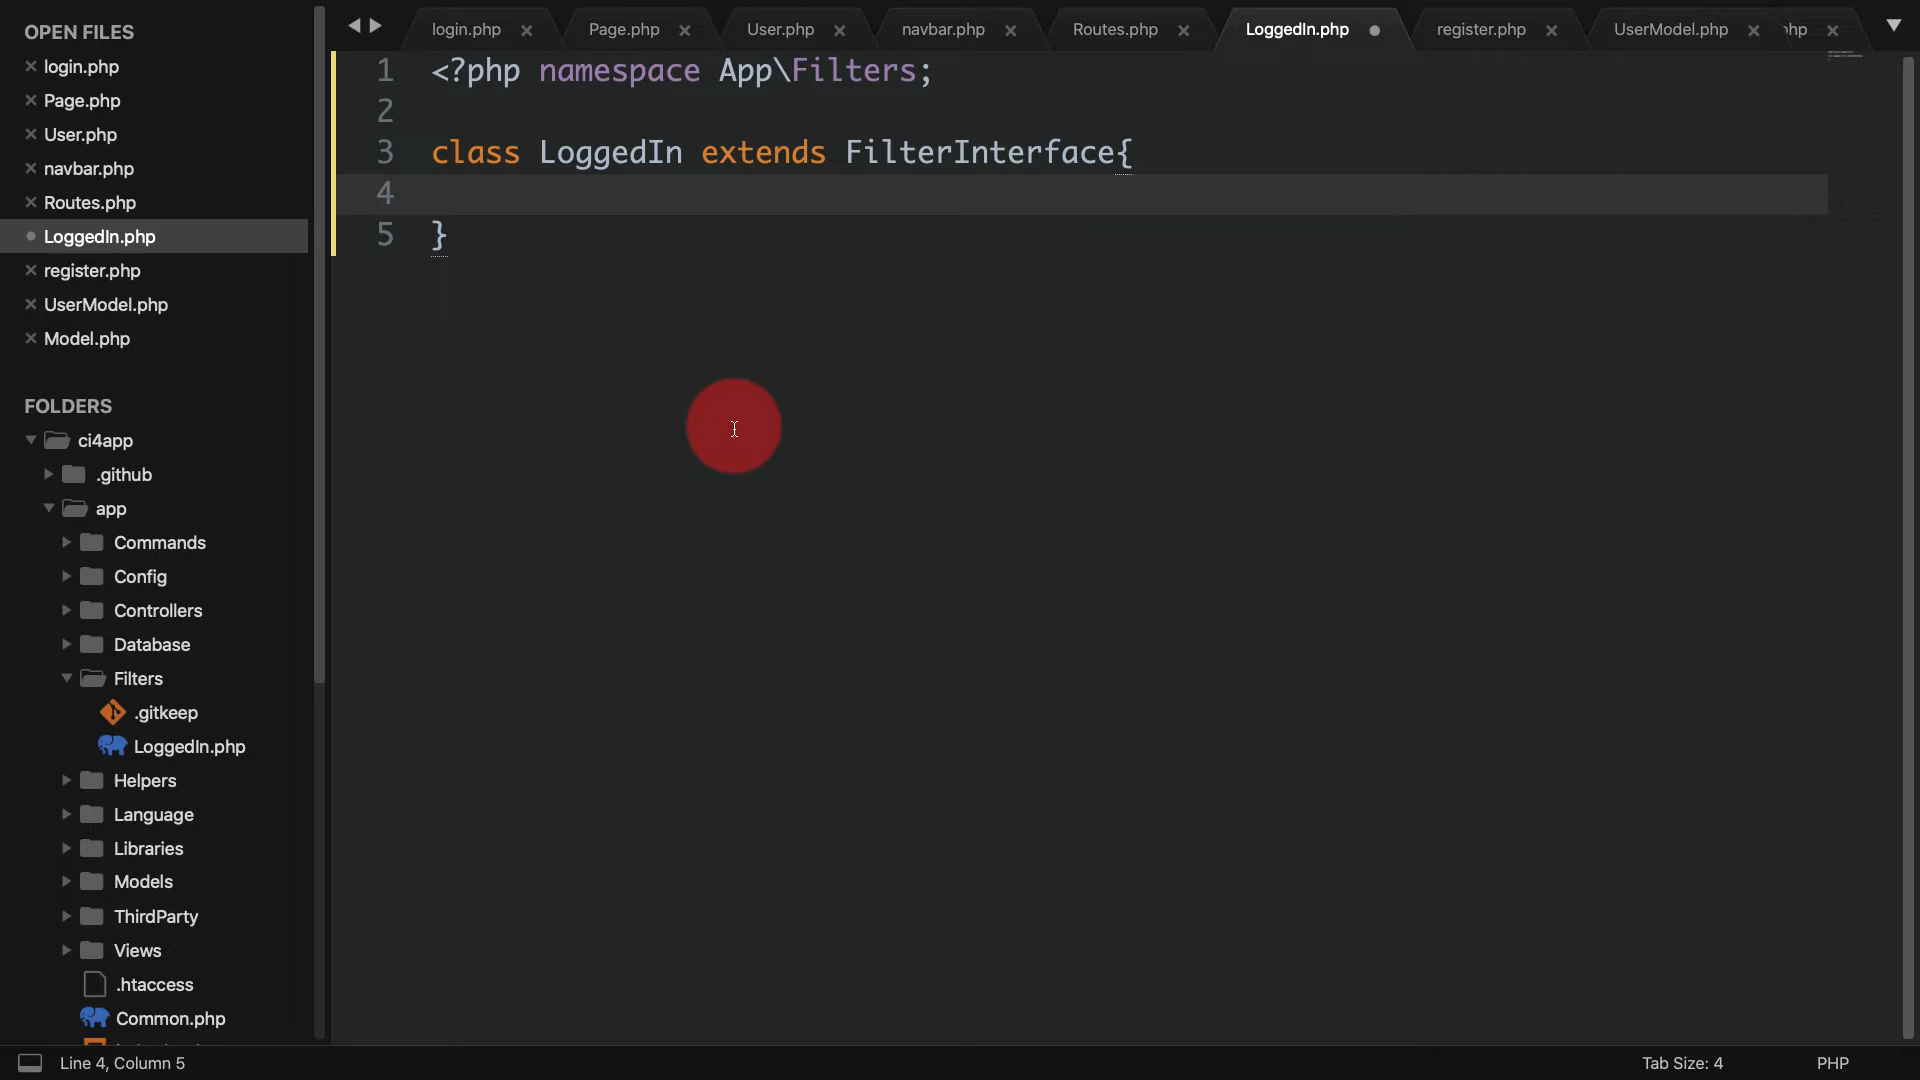 OPEN FILES
login.php
Page.php
User.php
navbar.php
Routes.php
LoggedIn.php
register.php
UserModel.php
Model.php
FOLDERS
ci4app
.github
app
Commands
Config
Controllers
Database
Filters
.gitkeep
LoggedIn.php
Helpers
Language
Libraries
Models
ThirdParty
Views
.htaccess
Common.php
login.php Page.php User.php navbar.php Routes.php LoggedIn.php register.php UserModel.php
1 <?php namespace App\Filters;
2
3 class LoggedIn extends FilterInterface{
4
5 }
Line 4, Column 5 Tab Size: 4 PHP